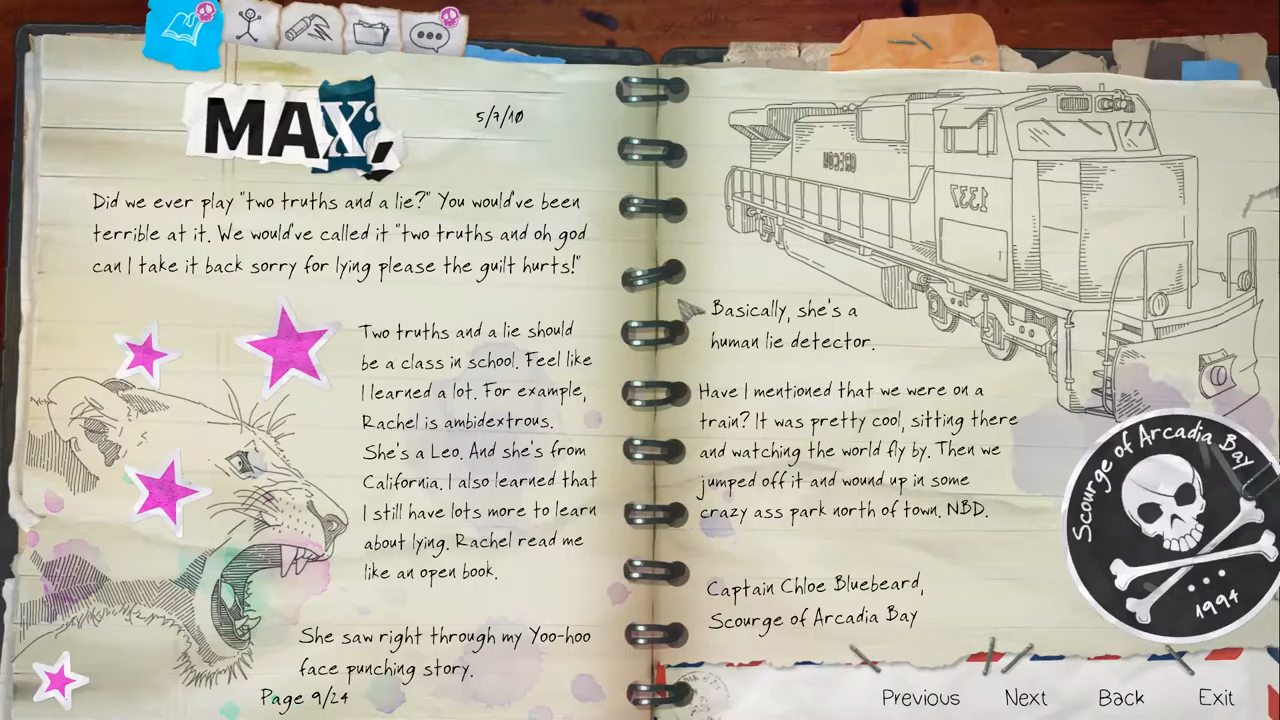 MAX,
5/7/10
Did we ever play "two truths and a lie?" You would've been
terrible at it. We would've called it "two truths and oh god
can I take it back sorry for lying please the guilt hurts!"
Two truths and a lie should
be a class in school. Feel like
I learned a lot. For example,
Rachel is ambidextrous.
She's a Leo. And she's from
California. I also learned that
I still have lots more to learn
about lying. Rachel read me
like an open book.
She saw right through my Yoo-hoo
face punching story.
Page 9/24
OREGON
1337
Basically, she's a
human lie detector.
Have I mentioned that we were on a
train? It was pretty cool, sitting there
and watching the world fly by. Then we
jumped off it and wound up in some
crazy ass park north of town. NBD.
Captain Chloe Bluebeard,
Scourge of Arcadia Bay
Scourge of Arcadia Bay
1994
Previous Next Back Exit